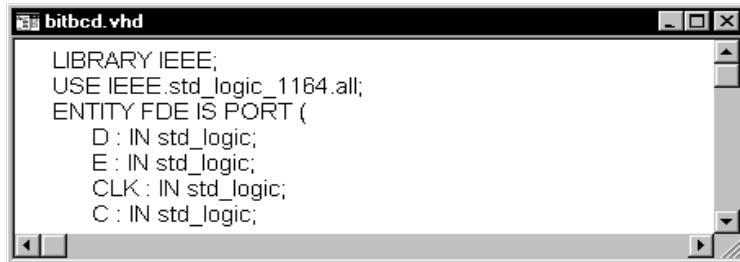 bitbcd.vhd
LIBRARY IEEE;
USE IEEE.std_logic_1164.all;
ENTITY FDE IS PORT (
D : IN std_logic;
E : IN std_logic;
CLK : IN std_logic;
C : IN std_logic;